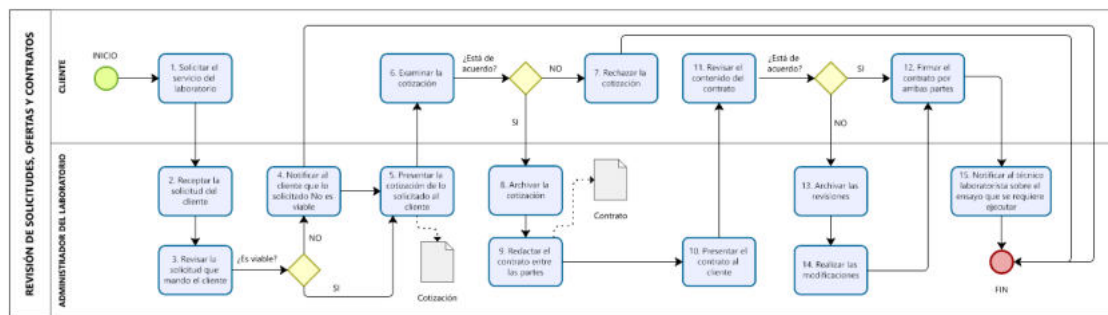 REVISIÓN DE SOLICITUDES, OFERTAS Y CONTRATOS
CLIENTE
INICIO
1. Solicitar el
servicio del
laboratorio
6. Examinar la
cotización
¿Está de
acuerdo?
NO
SI
7. Rechazar la
cotización
11. Revisar el
contenido del
contrato
¿Está de
acuerdo?
SI
NO
12. Firmar el
contrato por
ambas partes
ADMINISTRADOR DEL LABORATORIO
2. Receptar la
solicitud del
cliente
3. Revisar la
solicitud que
mando el cliente
¿Es viable?
NO
SI
4. Notificar al
cliente que lo
solicitado No es
viable
5. Presentar la
cotización de lo
solicitado al
cliente
Cotización
8. Archivar la
cotización
9. Redactar el
contrato entre
las partes
Contrato
10. Presentar el
contrato al
cliente
13. Archivar las
revisiones
14. Realizar las
modificaciones
15. Notificar al técnico
laboratorista sobre el
ensayo que se requiere
ejecutar
FIN